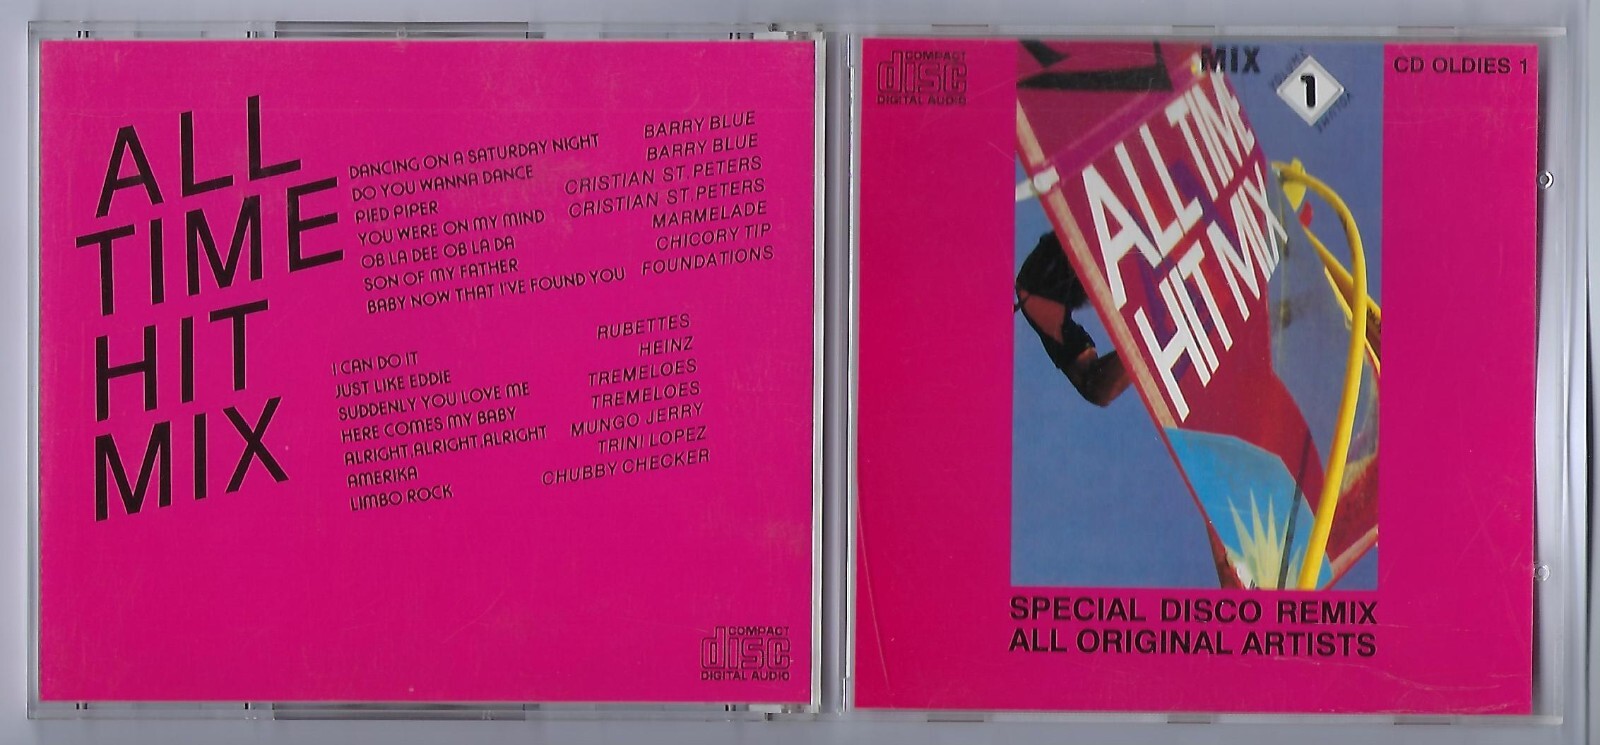 ALL
TIME
HIT
MIX
DANCING ON A SATURDAY NIGHT BARRY BLUE
DO YOU WANNA DANCE BARRY BLUE
PIED PIPER CRISTIAN ST. PETERS
YOU WERE ON MY MIND CRISTIAN ST. PETERS
OB LA DEE OB LA DA MARMELADE
SON OF MY FATHER CHICORY TIP
BABY NOW THAT I'VE FOUND YOU FOUNDATIONS
I CAN DO IT RUBETTES
JUST LIKE EDDIE HEINZ
SUDDENLY YOU LOVE ME TREMELOES
HERE COMES MY BABY TREMELOES
ALRIGHT, ALRIGHT, ALRIGHT MUNGO JERRY
AMERIKA TRINI LOPEZ
LIMBO ROCK CHUBBY CHECKER
COMPACT
disc
DIGITAL AUDIO
COMPACT
disc
DIGITAL AUDIO
MIX
VOLUME
1
VOLUME
CD OLDIES 1
ALL TIME
HIT MIX
SPECIAL DISCO REMIX
ALL ORIGINAL ARTISTS